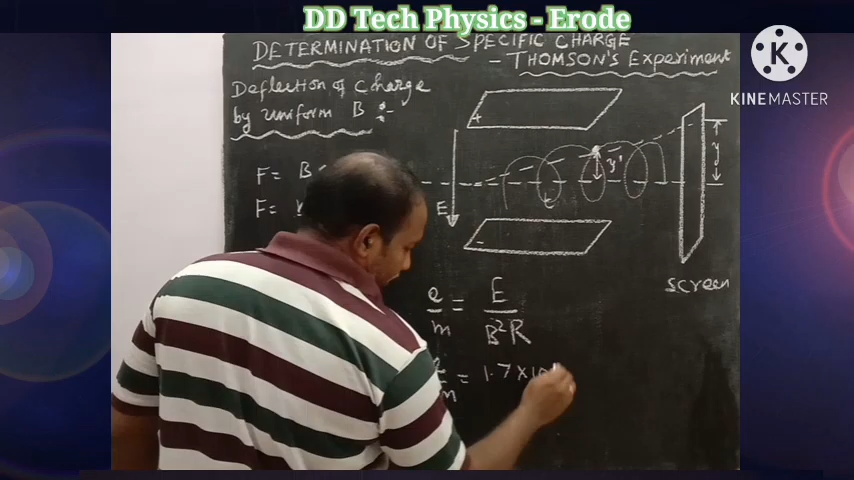 DD Tech Physics - Erode
DETERMINATION OF SPECIFIC CHARGE
- THOMSON'S Experiment
K
KINEMASTER
Deflection of charge
by uniform B :-
F = B
F =
+
E
-
y'
y
screen
e/m = E/B²R
m = 1.7 × 10